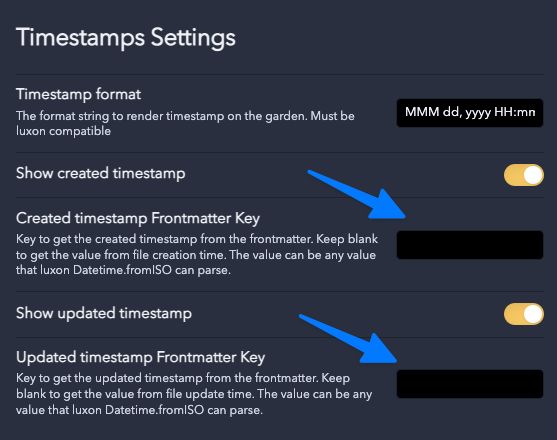 Timestamps Settings
Timestamp format
The format string to render timestamp on the garden. Must be
luxon compatible
MMM dd, yyyy HH:mn
Show created timestamp
Created timestamp Frontmatter Key
Key to get the created timestamp from the frontmatter. Keep blank
to get the value from file creation time. The value can be any value
that luxon Datetime.fromISO can parse.
Show updated timestamp
Updated timestamp Frontmatter Key
Key to get the updated timestamp from the frontmatter. Keep
blank to get the value from file update time. The value can be any
value that luxon Datetime.fromISO can parse.